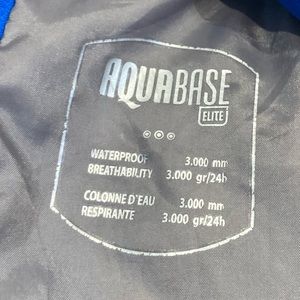 AQUABASE
ELITE
WATERPROOF 3.000 mm
BREATHABILITY 3.000 gr/24h
COLONNE D'EAU 3.000 mm
RESPIRANTE 3.000 gr/24h